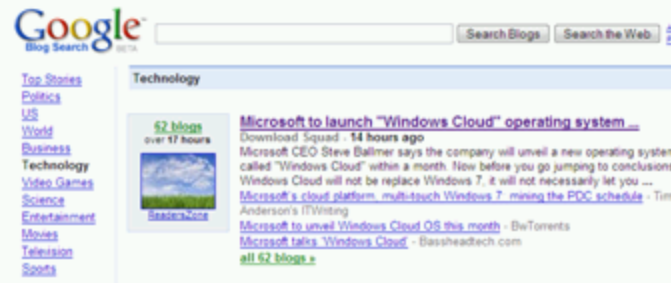 Google
Blog Search BETA
Search Blogs
Search the Web
Top Stories
Politics
US
World
Business
Technology
Video Games
Science
Entertainment
Movies
Television
Sports
Technology
62 blogs
over 17 hours
ReadersZone
Microsoft to launch "Windows Cloud" operating system ...
Download Squad - 14 hours ago
Microsoft CEO Steve Ballmer says the company will unveil a new operating system
called "Windows Cloud" within a month. Now before you go jumping to conclusions
Windows Cloud will not be replace Windows 7, it will not necessarily let you ...
Microsoft's cloud platform, multi-touch Windows 7: mining the PDC schedule - Tim
Anderson's ITWriting
Microsoft to unveil Windows Cloud OS this month - BwTorrents
Microsoft talks 'Windows Cloud' - Bassheadtech.com
all 62 blogs »